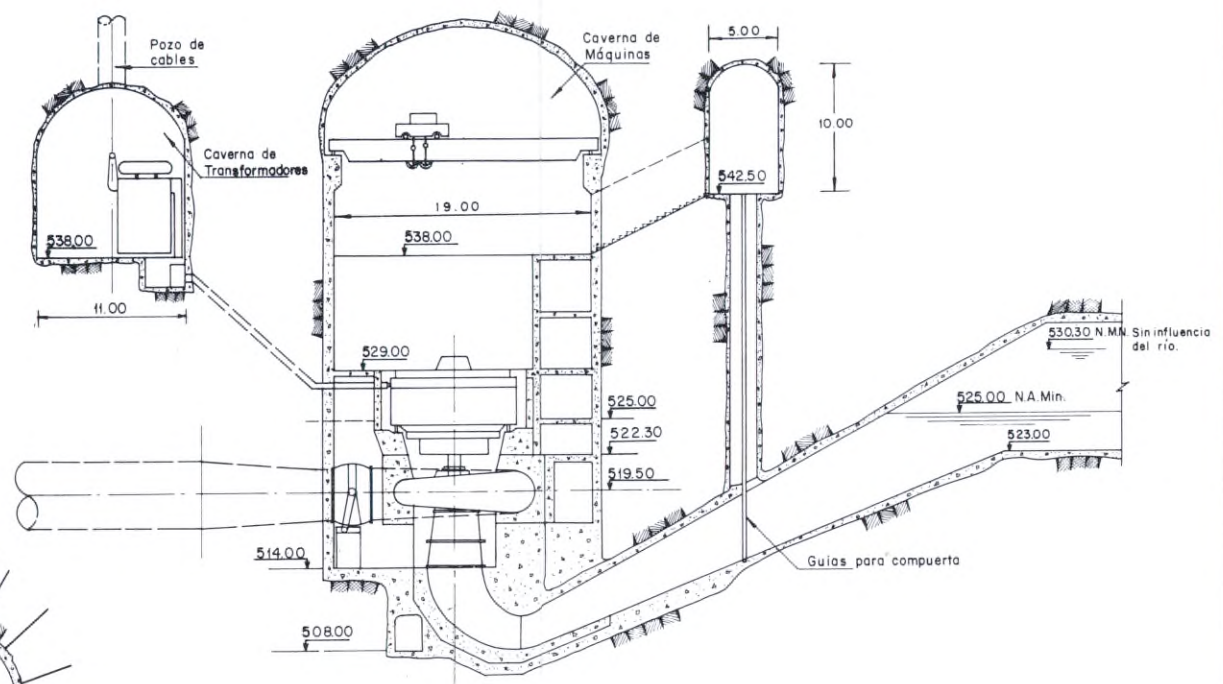 Pozo de
cables
Caverna de
Transformadores
538.00
11.00
Caverna de
Máquinas
19.00
538.00
529.00
525.00
522.30
519.50
514.00
508.00
5.00
10.00
542.50
530.30 N.M.N. Sin influencia
del río.
525.00 N.A.Min.
523.00
Guías para compuerta